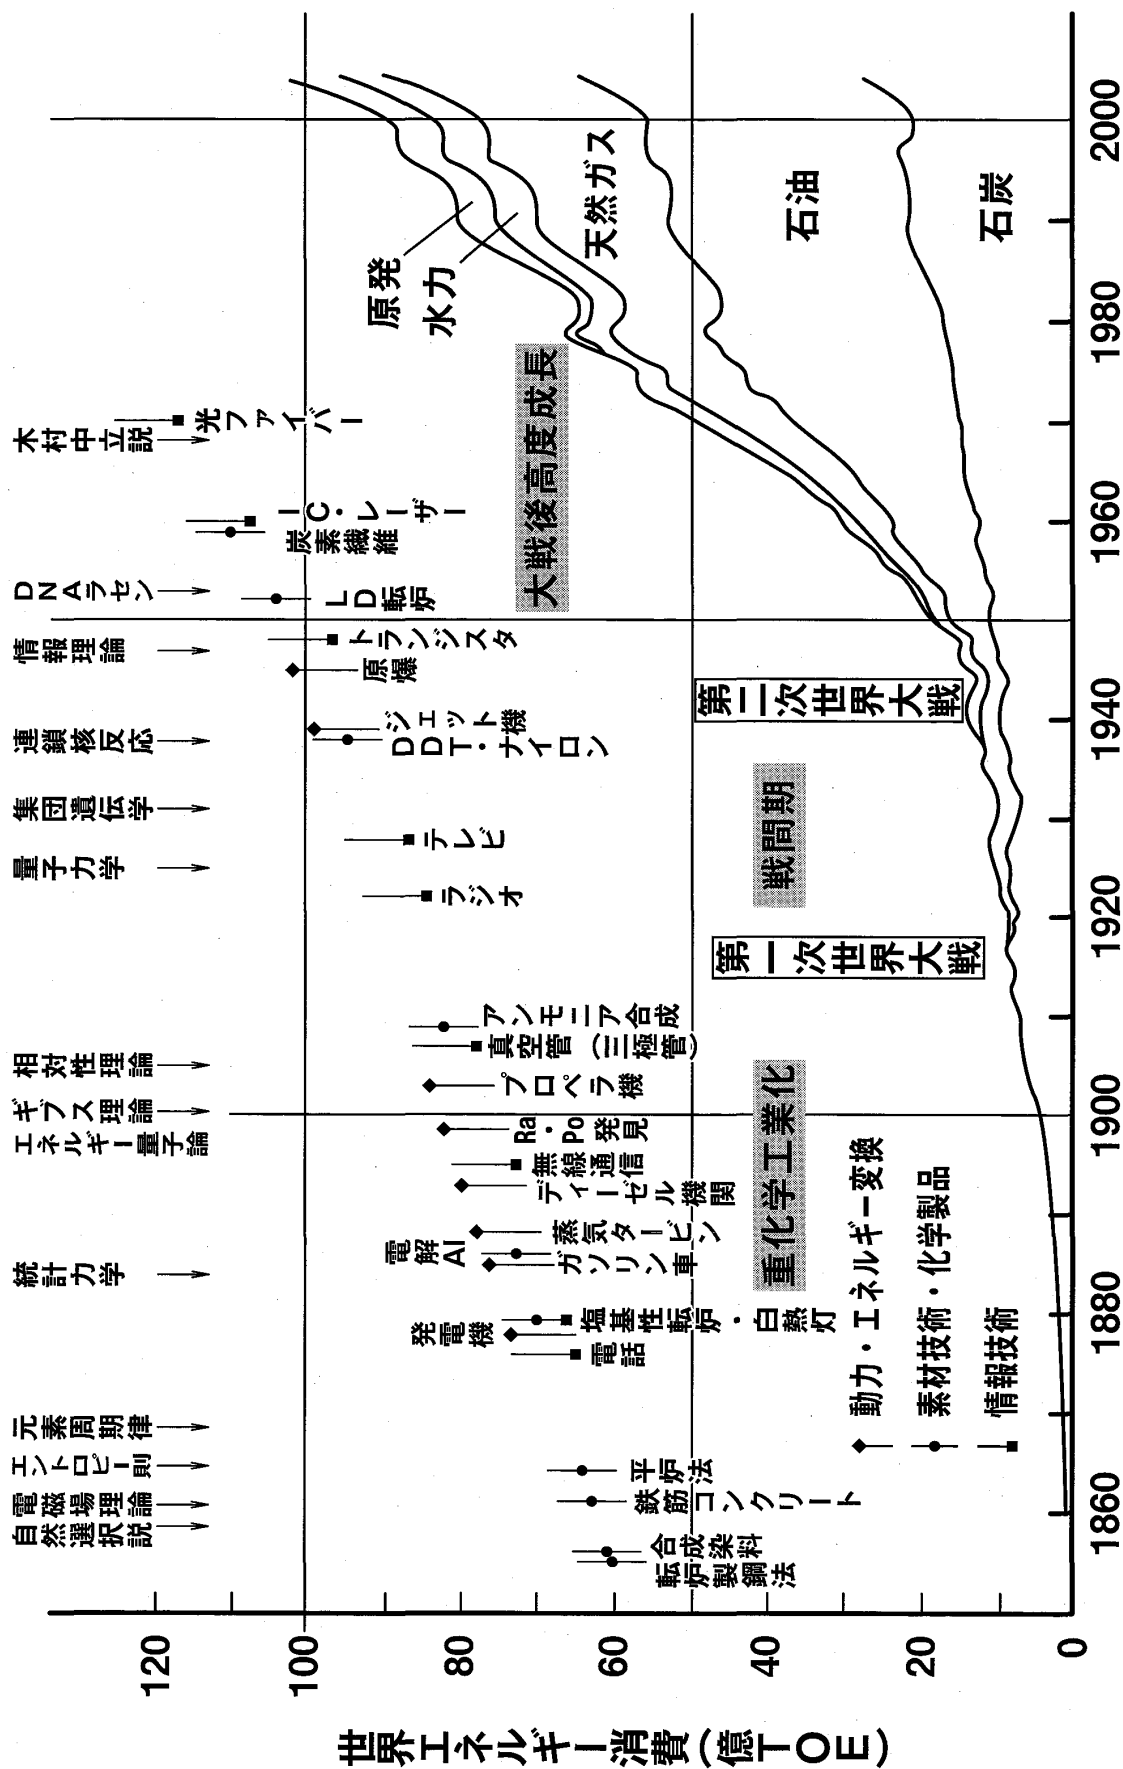 世界エネルギー消費(億TOE)
120
100
80
60
40
20
0
1860
1880
1900
1920
1940
1960
1980
2000
自然選択説
電磁場理論
エントロピー則
元素周期律
統計力学
エネルギー量子論
ギブス理論
相対性理論
量子力学
集団遺伝学
連鎖核反応
情報理論
DNAラセン
木村中立説
転炉製鋼法
合成染料
鉄筋コンクリート
平炉法
電話
発電機
塩基性転炉・白熱灯
ガソリン車
電解Al
蒸気タービン
ディーゼル機関
無線通信
Ra・Po発見
プロペラ機
真空管(三極管)
アンモニア合成
ラジオ
テレビ
DDT・ナイロン
ジェット機
原爆
トランジスタ
LD転炉
炭素繊維
IC・レーザー
光ファイバー
重化学工業化
第一次世界大戦
戦間期
第二次世界大戦
大戦後高度成長
原発
水力
天然ガス
石油
石炭
動力・エネルギー変換
素材技術・化学製品
情報技術